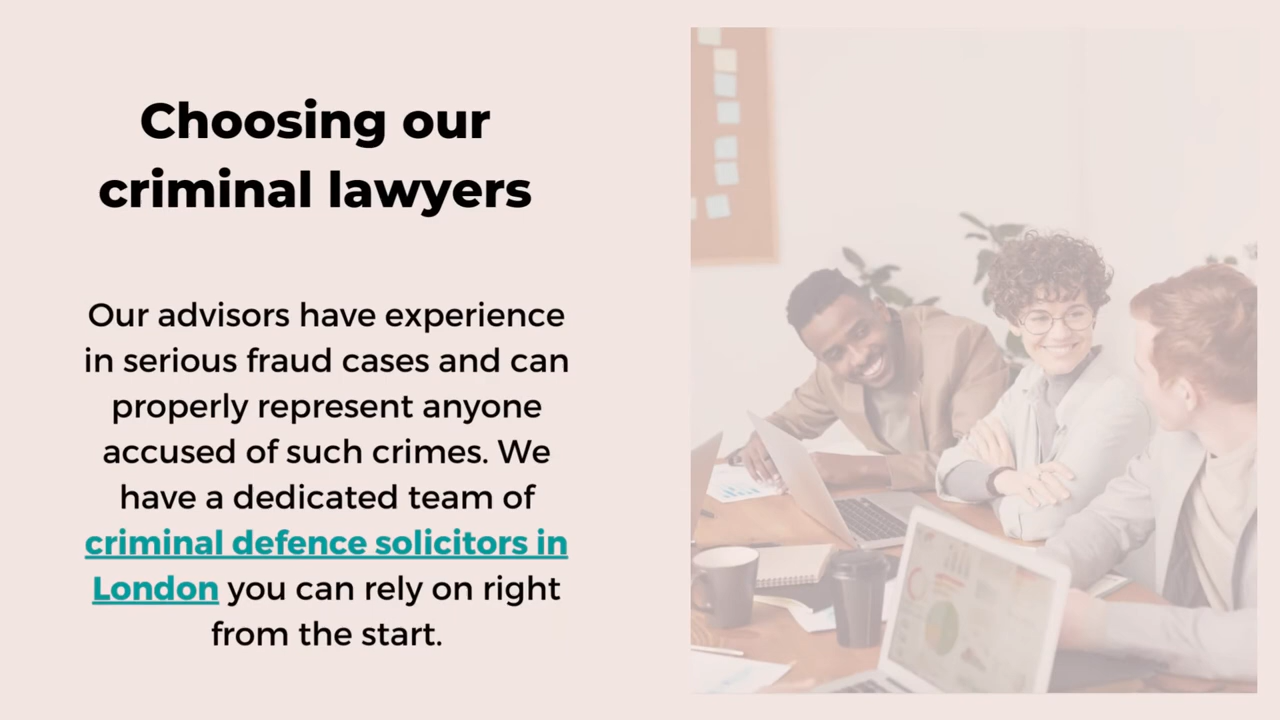 Choosing our
criminal lawyers
Our advisors have experience
in serious fraud cases and can
properly represent anyone
accused of such crimes. We
have a dedicated team of
criminal defence solicitors in
London you can rely on right
from the start.